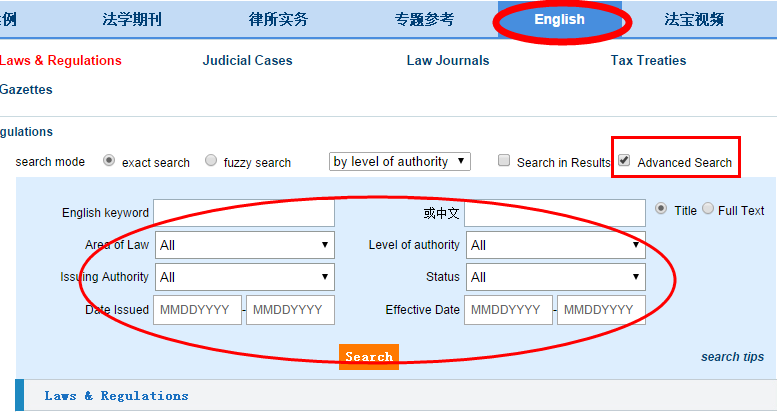 例 法学期刊 律所实务 专题参考 English 法宝视频
Laws & Regulations Judicial Cases Law Journals Tax Treaties
Gazettes
gulations
search mode exact search fuzzy search by level of authority Search in Results Advanced Search
English keyword 或中文 Title Full Text
Area of Law All Level of authority All
Issuing Authority All Status All
Date Issued MMDDYYYY - MMDDYYYY Effective Date MMDDYYYY - MMDDYYYY
Search search tips
Laws & Regulations